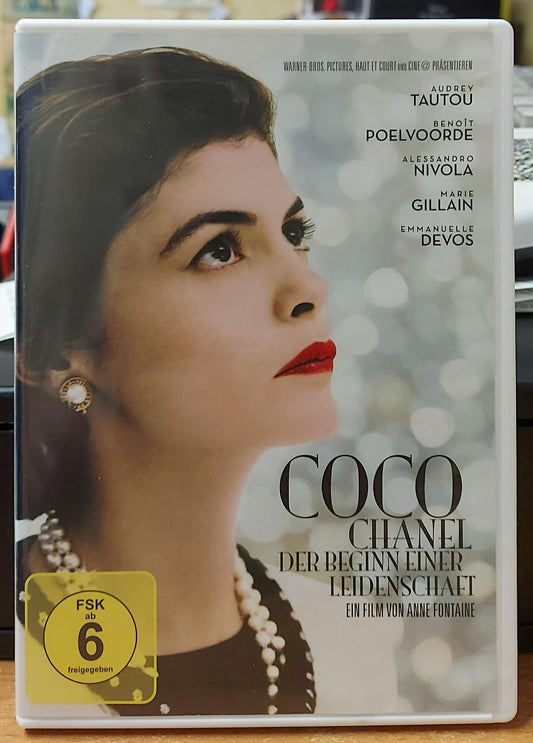 WARNER BROS. PICTURES, HAUT ET COURT UND CINE@ PRÄSENTIEREN
AUDREY
TAUTOU
BENOÎT
POELVOORDE
ALESSANDRO
NIVOLA
MARIE
GILLAIN
EMMANUELLE
DEVOS
COCO
CHANEL
DER BEGINN EINER
LEIDENSCHAFT
EIN FILM VON ANNE FONTAINE
FSK
ab
6
freigegeben